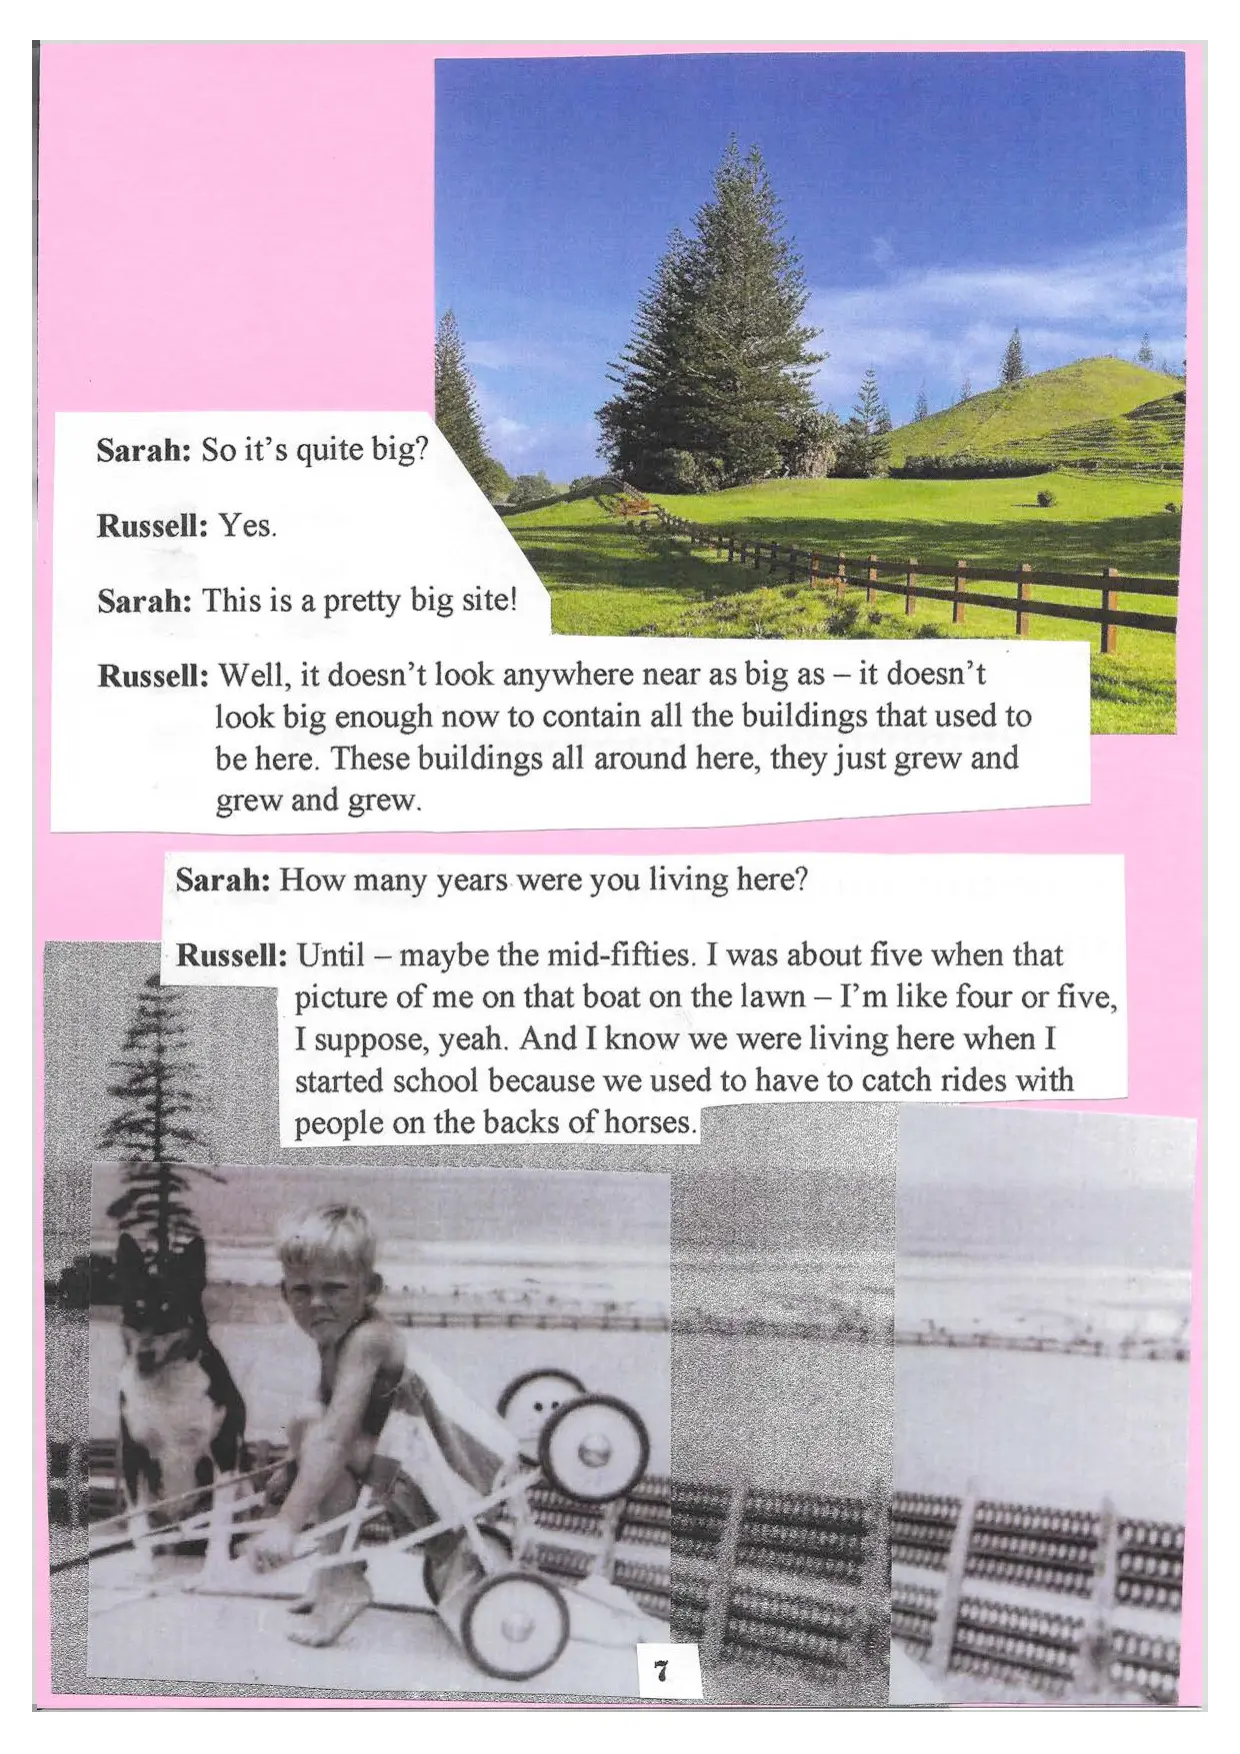 Sarah: So it's quite big?
Russell: Yes.
Sarah: This is a pretty big site!
Russell: Well, it doesn't look anywhere near as big as – it doesn't
look big enough now to contain all the buildings that used to
be here. These buildings all around here, they just grew and
grew and grew.
Sarah: How many years were you living here?
Russell: Until – maybe the mid-fifties. I was about five when that
picture of me on that boat on the lawn – I'm like four or five,
I suppose, yeah. And I know we were living here when I
started school because we used to have to catch rides with
people on the backs of horses.
7